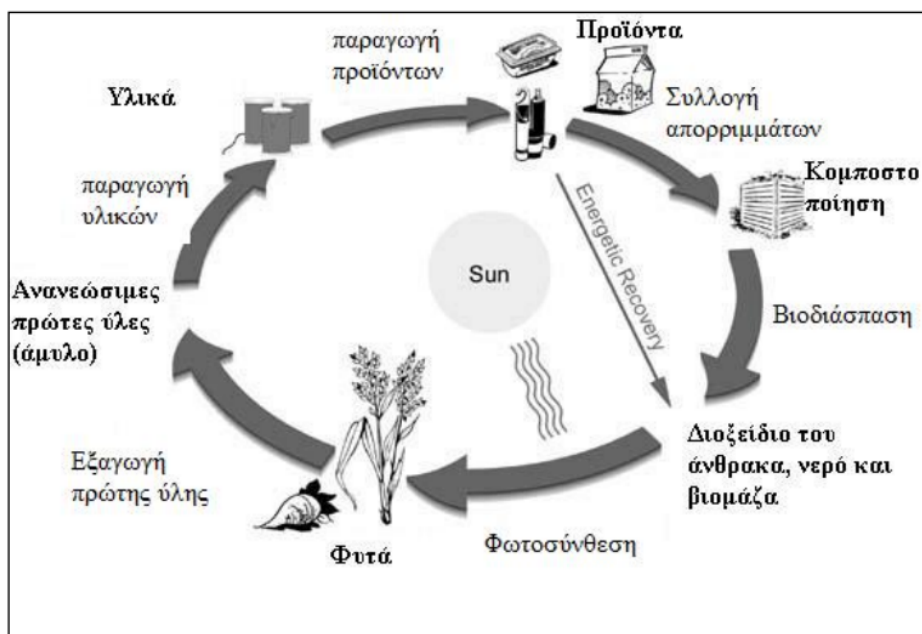 Προϊόντα
παραγωγή
προϊόντων
Υλικά
Συλλογή
απορριμμάτων
Κομποστο
ποίηση
παραγωγή
υλικών
Energetic Recovery
Sun
Ανανεώσιμες
πρώτες ύλες
(άμυλο)
Βιοδιάσπαση
Διοξείδιο του
άνθρακα, νερό και
βιομάζα
Εξαγωγή
πρώτης ύλης
Φωτοσύνθεση
Φυτά